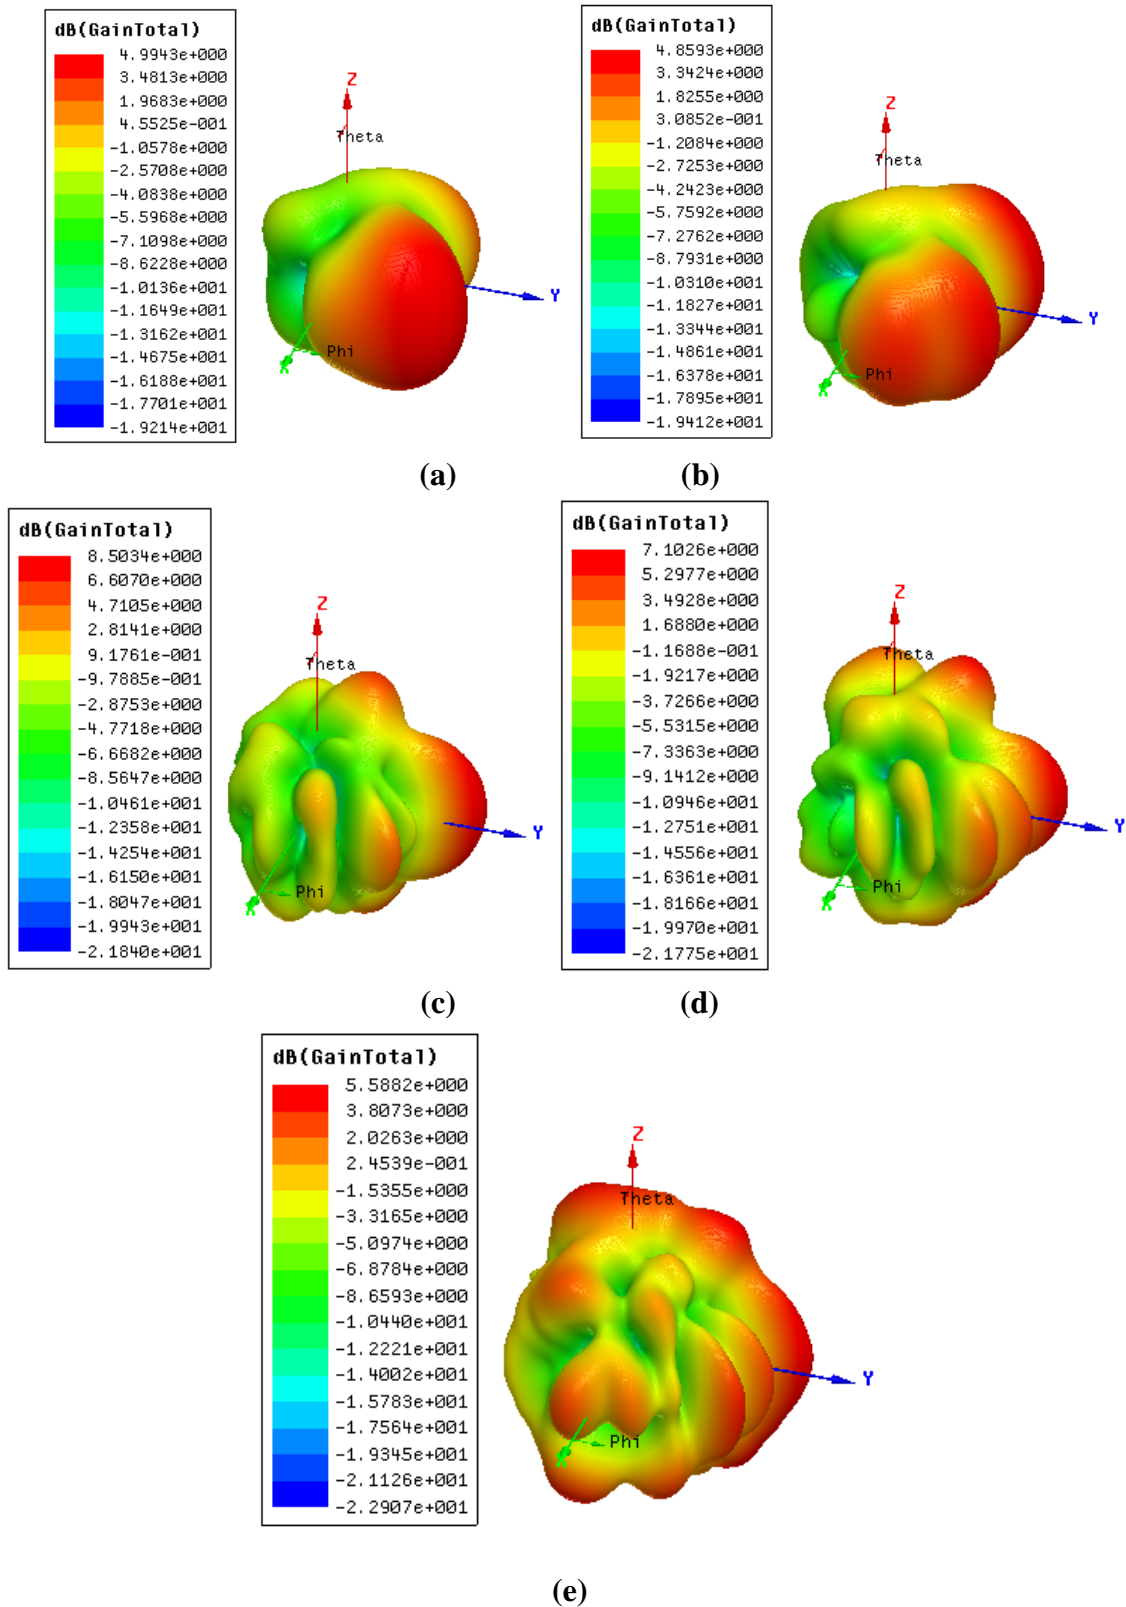 dB(GainTotal)
4.9943e+000
3.4813e+000
1.9683e+000
4.5525e-001
-1.0578e+000
-2.5708e+000
-4.0838e+000
-5.5968e+000
-7.1098e+000
-8.6228e+000
-1.0136e+001
-1.1649e+001
-1.3162e+001
-1.4675e+001
-1.6188e+001
-1.7701e+001
-1.9214e+001
Z
Theta
Y
Phi
X
(a)
dB(GainTotal)
4.8593e+000
3.3424e+000
1.8255e+000
3.0852e-001
-1.2084e+000
-2.7253e+000
-4.2423e+000
-5.7592e+000
-7.2762e+000
-8.7931e+000
-1.0310e+001
-1.1827e+001
-1.3344e+001
-1.4861e+001
-1.6378e+001
-1.7895e+001
-1.9412e+001
Z
Theta
Y
Phi
X
(b)
dB(GainTotal)
8.5034e+000
6.6070e+000
4.7105e+000
2.8141e+000
9.1761e-001
-9.7885e-001
-2.8753e+000
-4.7718e+000
-6.6682e+000
-8.5647e+000
-1.0461e+001
-1.2358e+001
-1.4254e+001
-1.6150e+001
-1.8047e+001
-1.9943e+001
-2.1840e+001
Z
Theta
Y
Phi
X
(c)
dB(GainTotal)
7.1026e+000
5.2977e+000
3.4928e+000
1.6880e+000
-1.1688e-001
-1.9217e+000
-3.7266e+000
-5.5315e+000
-7.3363e+000
-9.1412e+000
-1.0946e+001
-1.2751e+001
-1.4556e+001
-1.6361e+001
-1.8166e+001
-1.9970e+001
-2.1775e+001
Z
Theta
Y
Phi
X
(d)
dB(GainTotal)
5.5882e+000
3.8073e+000
2.0263e+000
2.4539e-001
-1.5355e+000
-3.3165e+000
-5.0974e+000
-6.8784e+000
-8.6593e+000
-1.0440e+001
-1.2221e+001
-1.4002e+001
-1.5783e+001
-1.7564e+001
-1.9345e+001
-2.1126e+001
-2.2907e+001
Z
Theta
Y
Phi
X
(e)